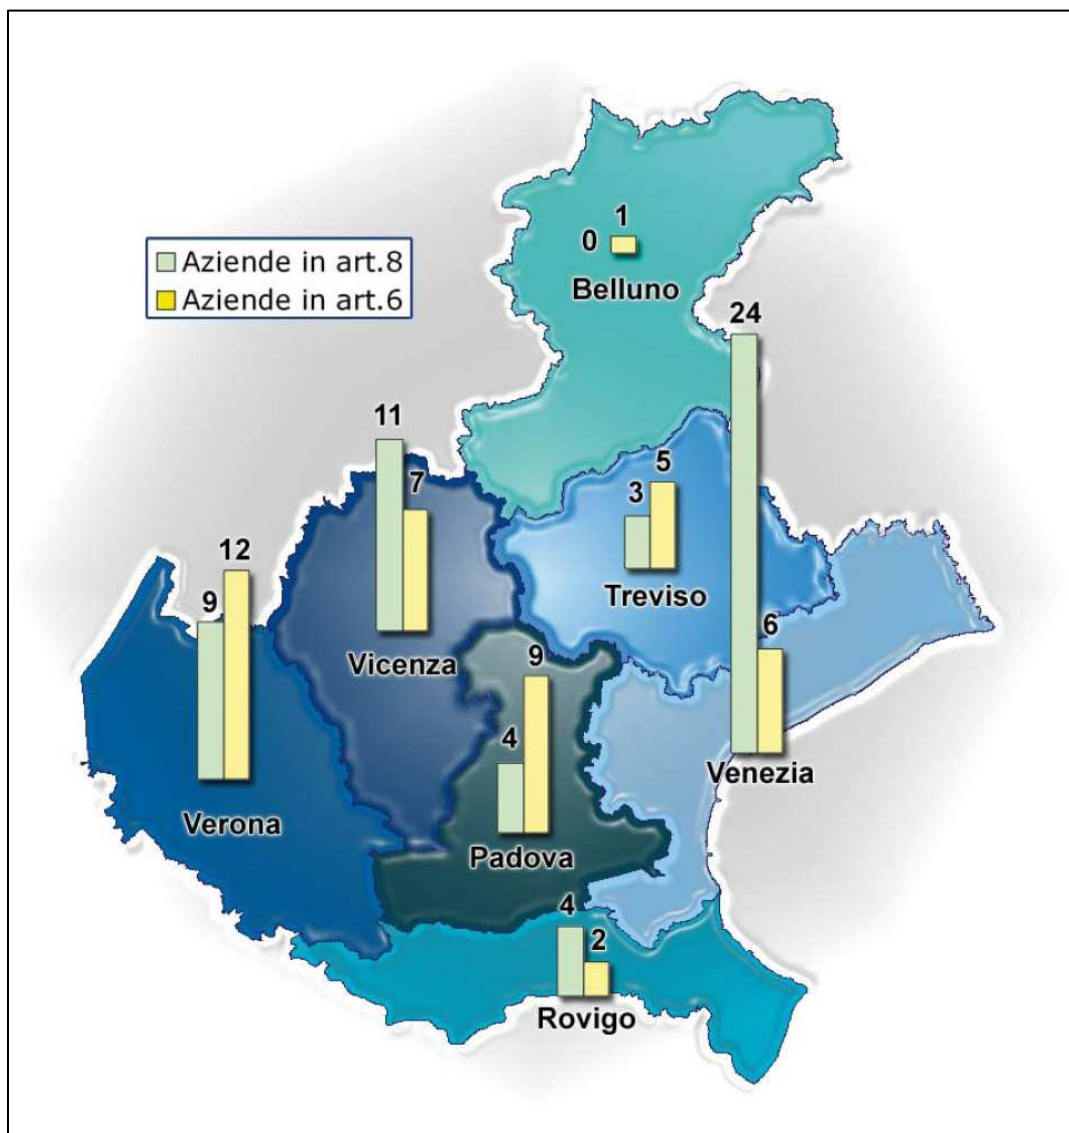 1
0
Belluno
Aziende in art.8
Aziende in art.6
24
11
7
5
3
Treviso
12
9
Vicenza
6
9
4
Venezia
Verona
Padova
4
2
Rovigo